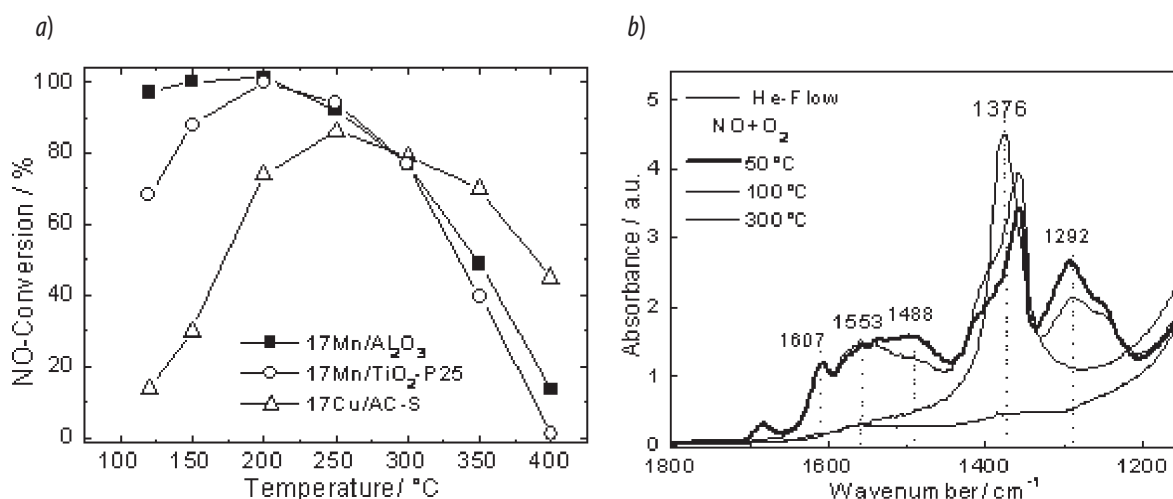 a)
100
80
60
40
20
0
NO-Conversion / %
17Mn/Al₂O₃
17Mn/TiO₂-P25
17Cu/AC-S
100 150 200 250 300 350 400
Temperature/ °C
b)
5
4
3
2
1
0
Absorbance / a.u.
He-Flow
NO+O₂
50 °C
100 °C
300 °C
1376
1292
1607
1553
1488
1800 1600 1400 1200
Wavenumber/ cm⁻¹